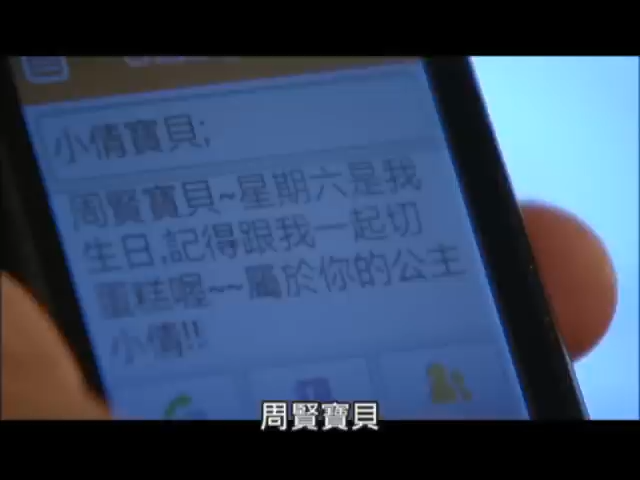 小倩寶貝;
周賢寶貝~星期六是我
生日,記得跟我一起切
蛋糕喔~~屬於你的公主
小倩!!
周賢寶貝